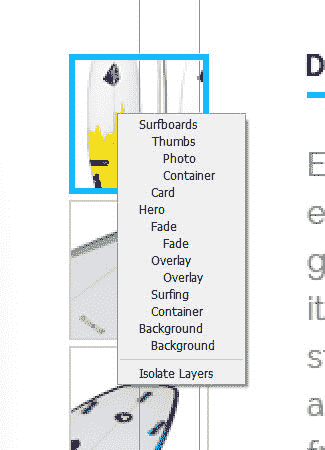 D
E
e
g
it
s
a
Surfboards
Thumbs
Photo
Container
Card
Hero
Fade
Fade
Overlay
Overlay
Surfing
Container
Background
Background
Isolate Layers